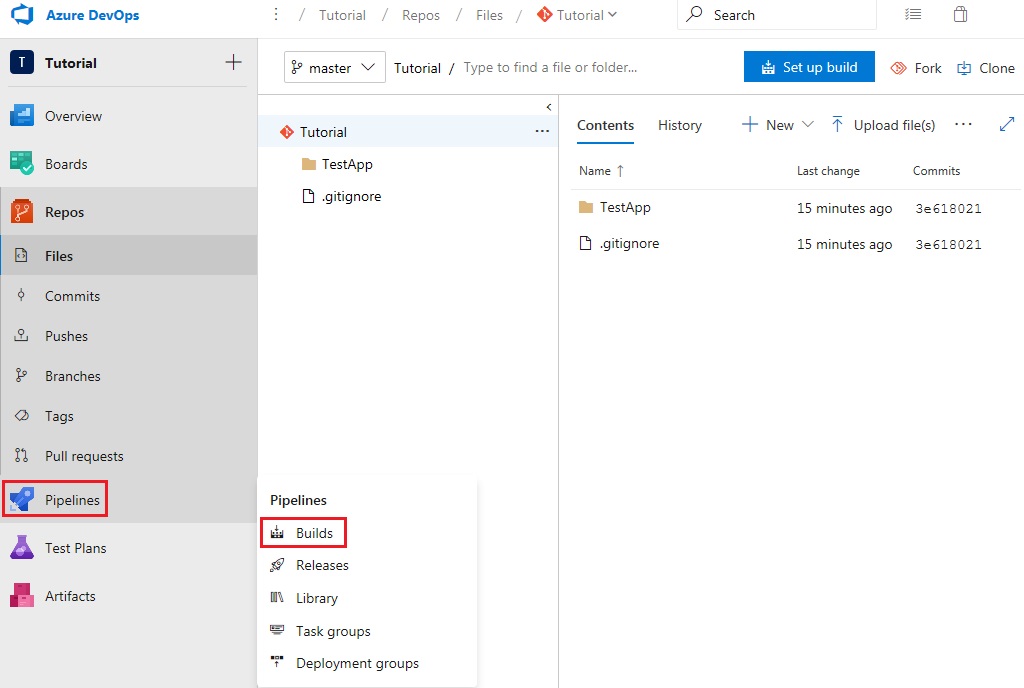 Azure DevOps
/ Tutorial / Repos / Files / Tutorial
Search
T Tutorial
Overview
Boards
Repos
Files
Commits
Pushes
Branches
Tags
Pull requests
Pipelines
Test Plans
Artifacts
master Tutorial / Type to find a file or folder...
Set up build Fork Clone
Tutorial ...
TestApp
.gitignore
Contents History New Upload file(s) ...
Name ↑ Last change Commits
TestApp 15 minutes ago 3e618021
.gitignore 15 minutes ago 3e618021
Pipelines
Builds
Releases
Library
Task groups
Deployment groups